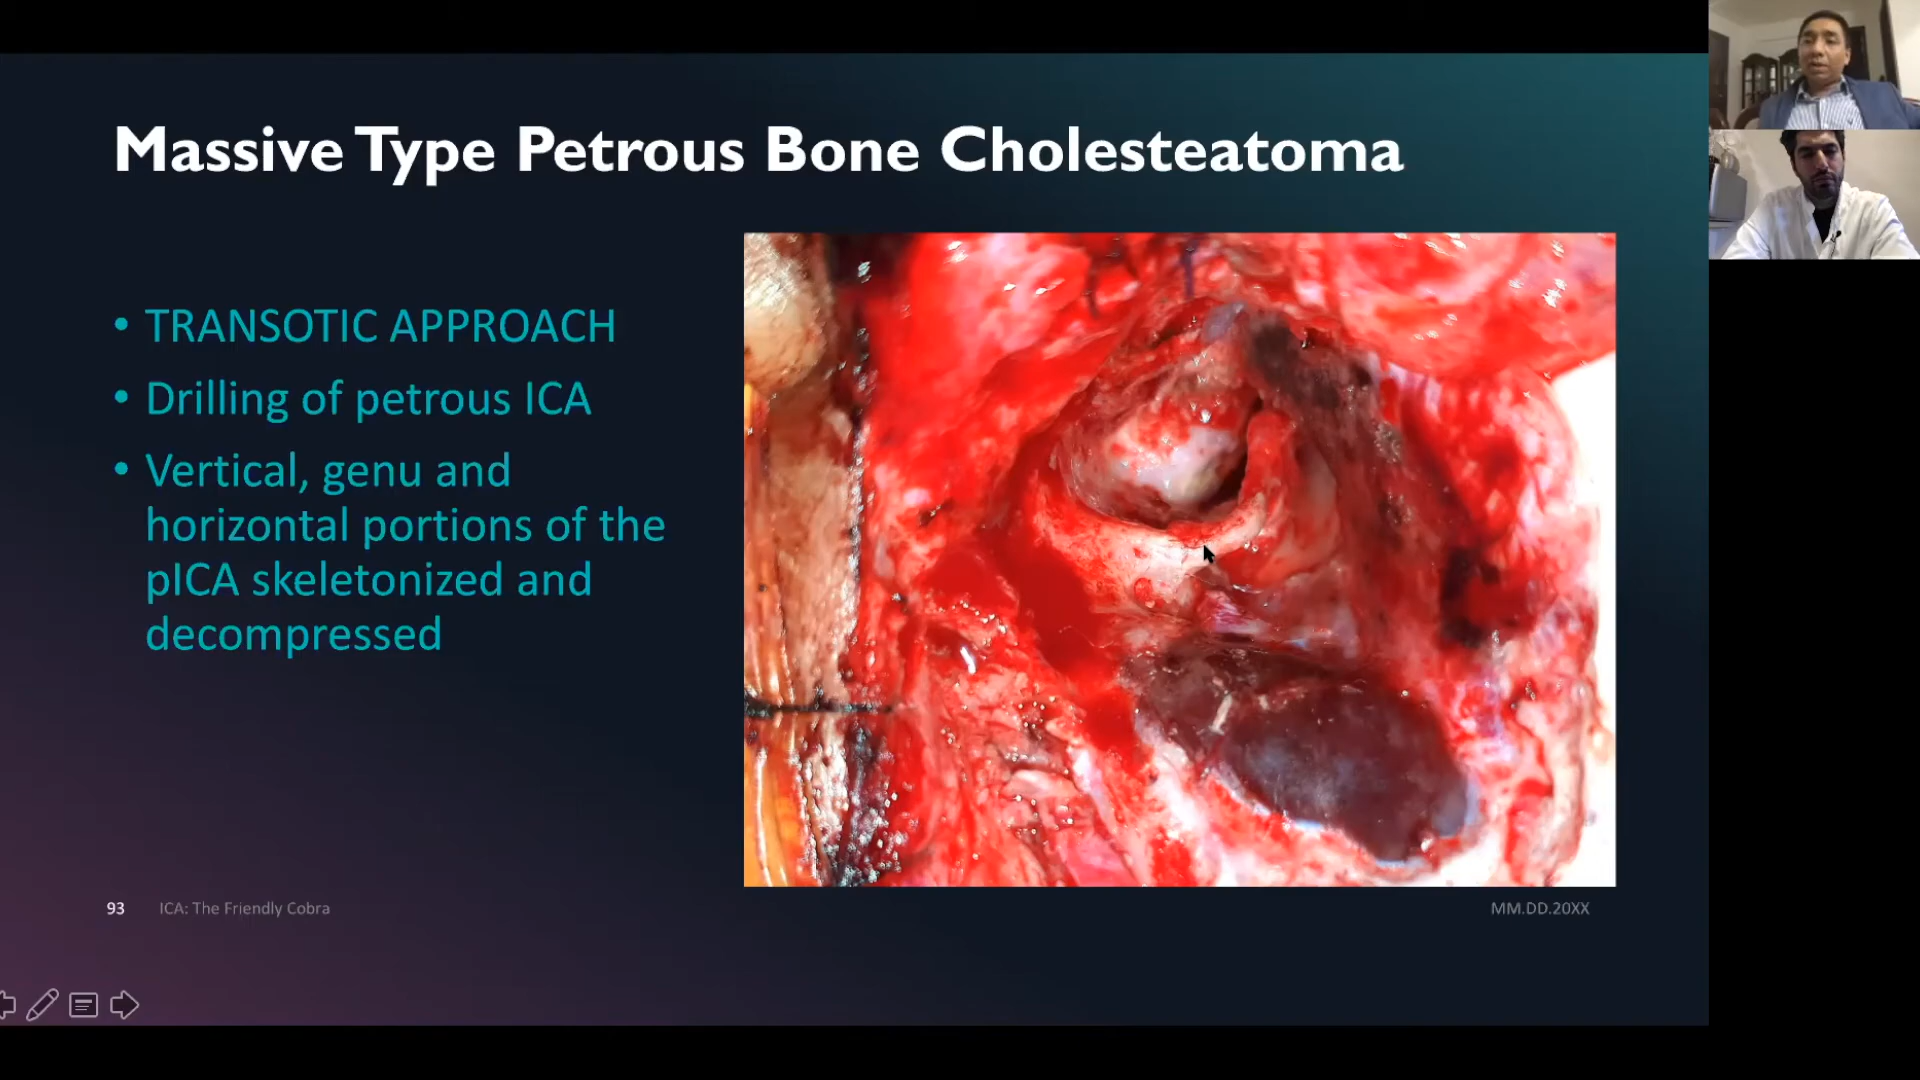 Massive Type Petrous Bone Cholesteatoma
• TRANSOTIC APPROACH
• Drilling of petrous ICA
• Vertical, genu and
horizontal portions of the
pICA skeletonized and
decompressed
93 ICA: The Friendly Cobra MM.DD.20XX